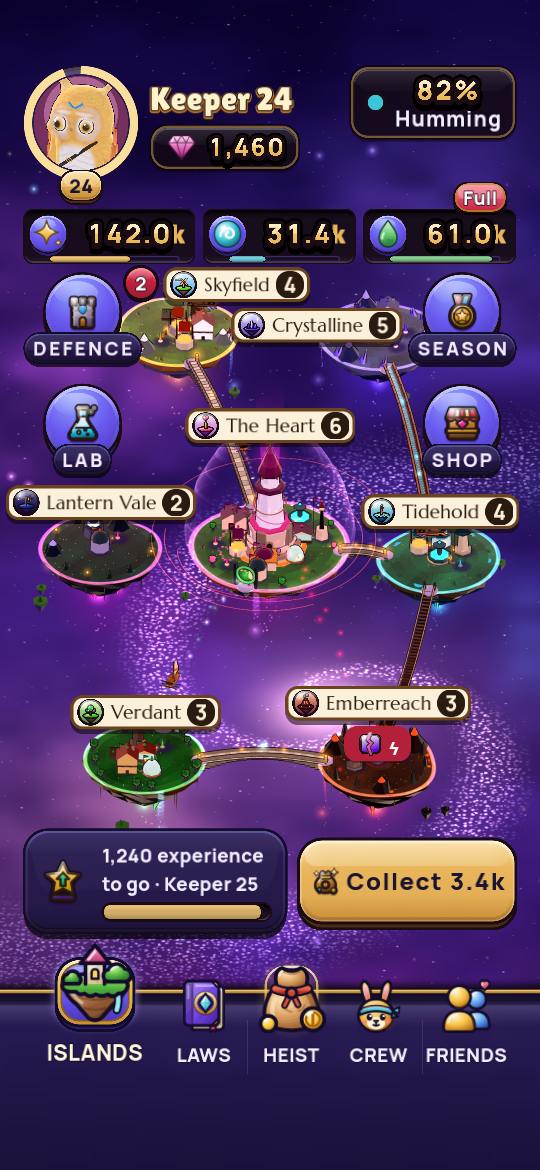 Keeper 24
82%
Humming
1,460
24
Full
142.0k
31.4k
61.0k
2
Skyfield 4
Crystalline 5
DEFENCE
SEASON
The Heart 6
LAB
SHOP
Lantern Vale 2
Tidehold 4
Verdant 3
Emberreach 3
1,240 experience
to go · Keeper 25
Collect 3.4k
ISLANDS
LAWS
HEIST
CREW
FRIENDS